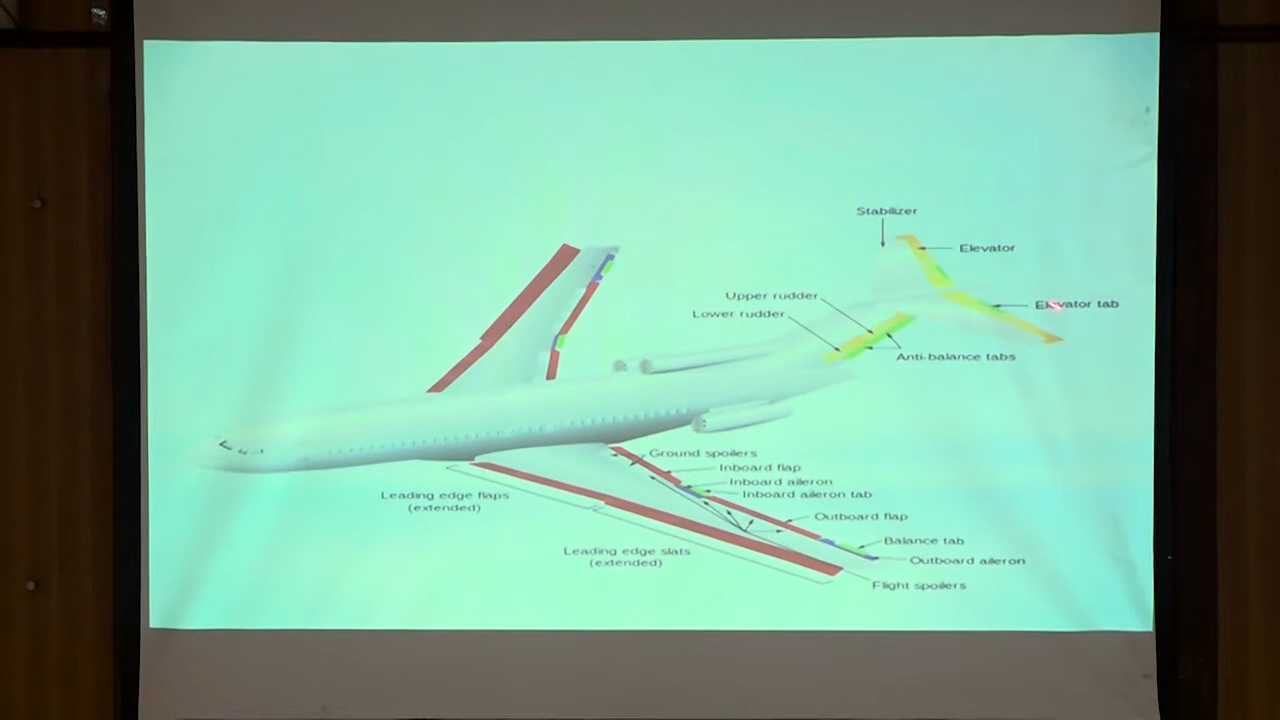 Stabilizer
Elevator
Upper rudder
Elevator tab
Lower rudder
Anti-balance tabs
Ground spoilers
Inboard flap
Inboard aileron
Leading edge flaps
(extended)
Inboard aileron tab
Outboard flap
Balance tab
Leading edge slats
(extended)
Outboard aileron
Flight spoilers